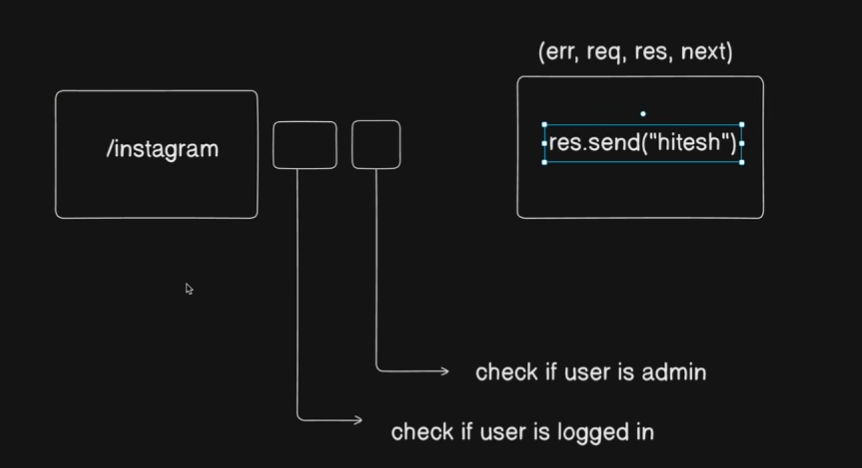 (err, req, res, next)
/instagram
res.send("hitesh")
check if user is admin
check if user is logged in